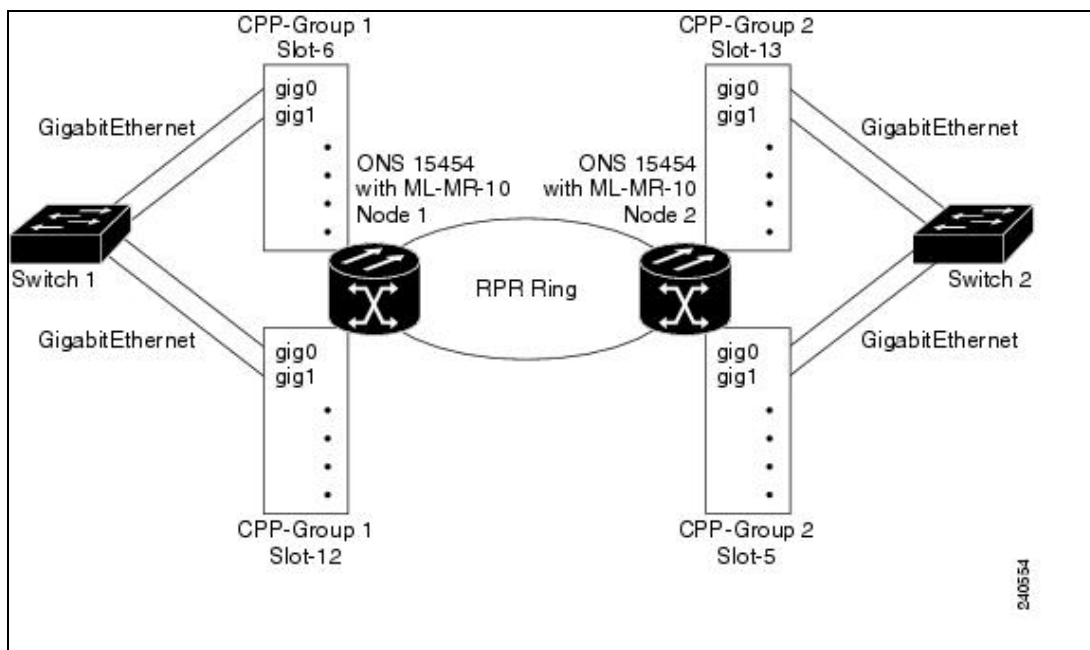 CPP-Group 1
Slot-6
gig0
gig1
GigabitEthernet
ONS 15454
with ML-MR-10
Node 1
Switch 1
GigabitEthernet
gig0
gig1
CPP-Group 1
Slot-12
RPR Ring
CPP-Group 2
Slot-13
gig0
gig1
GigabitEthernet
ONS 15454
with ML-MR-10
Node 2
Switch 2
GigabitEthernet
gig0
gig1
CPP-Group 2
Slot-5
240554